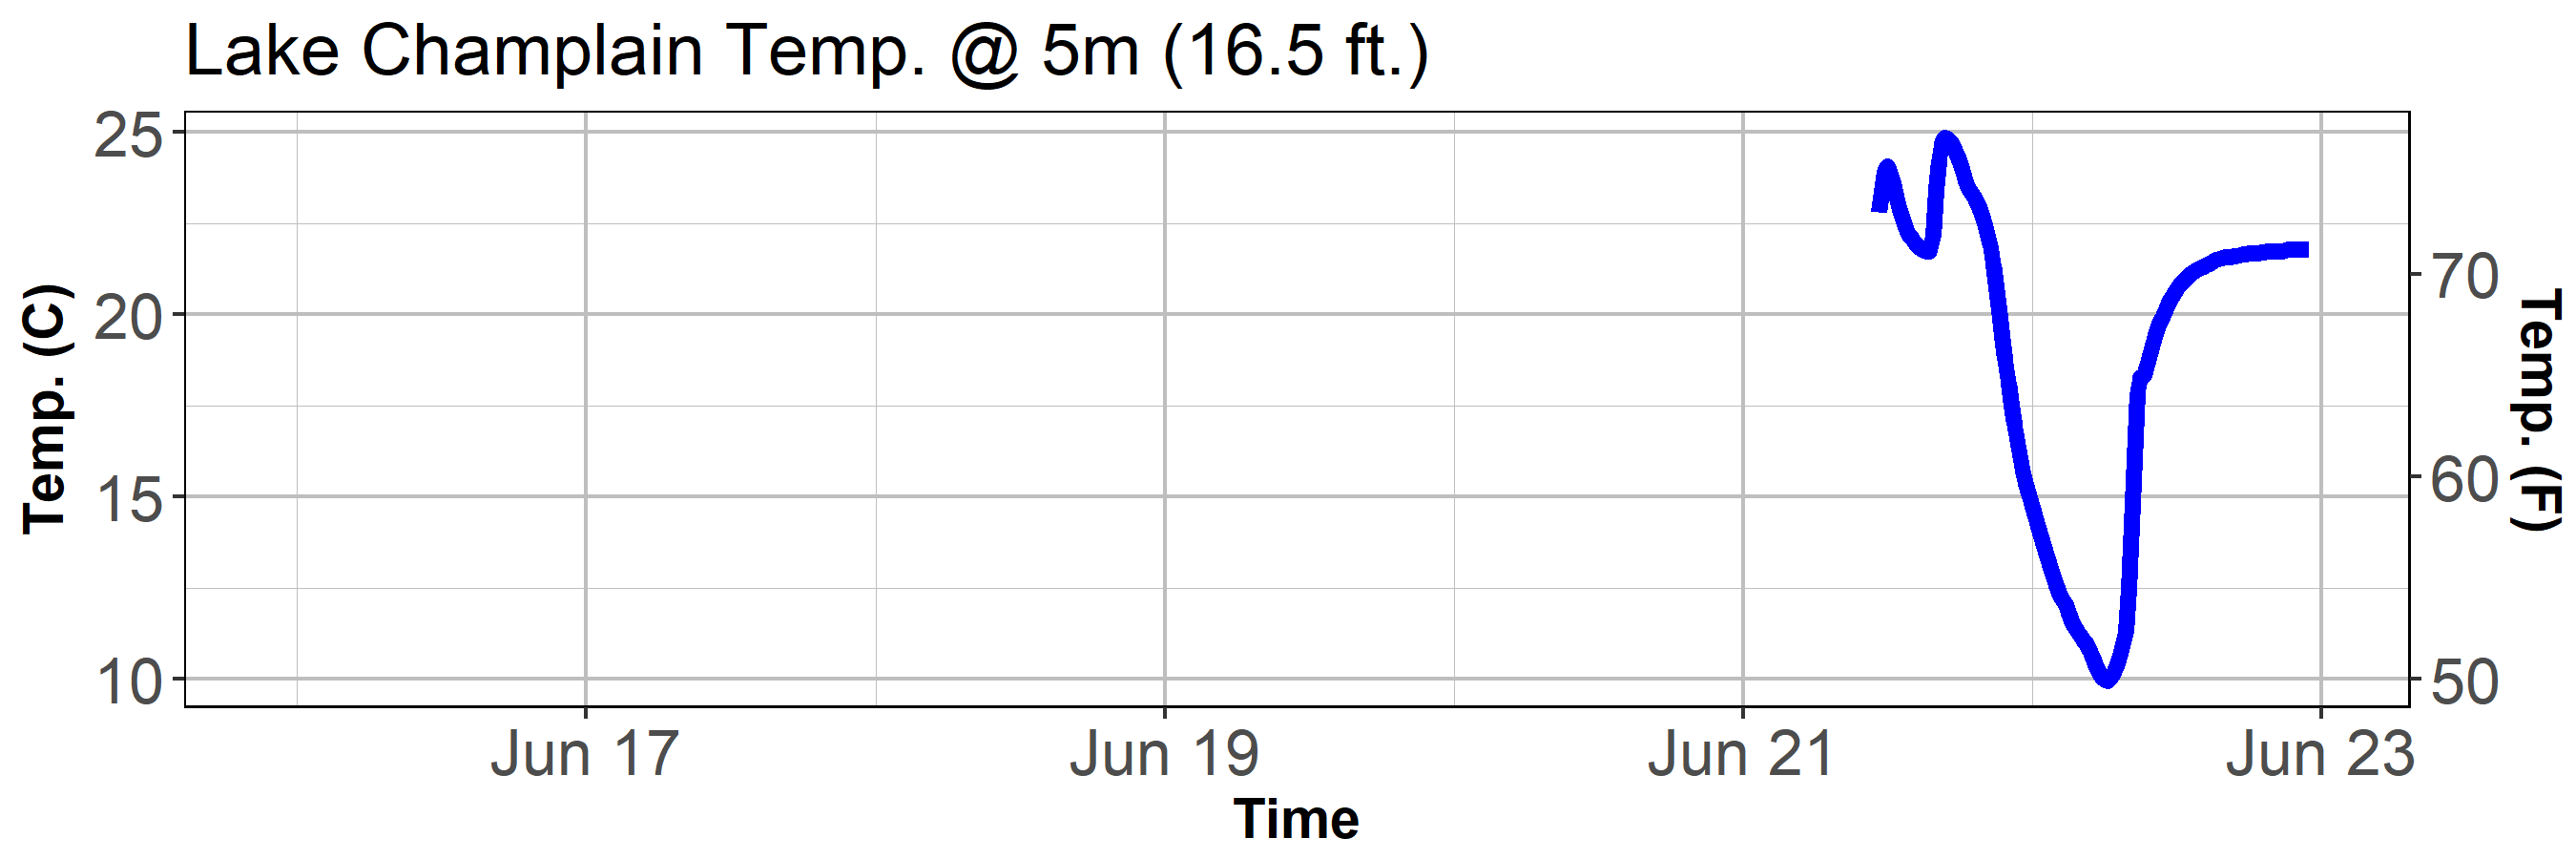 Lake Champlain Temp. @ 5m (16.5 ft.)
25
20
15
10
Temp. (C)
70
60
50
Temp. (F)
Jun 17 Jun 19 Jun 21 Jun 23
Time